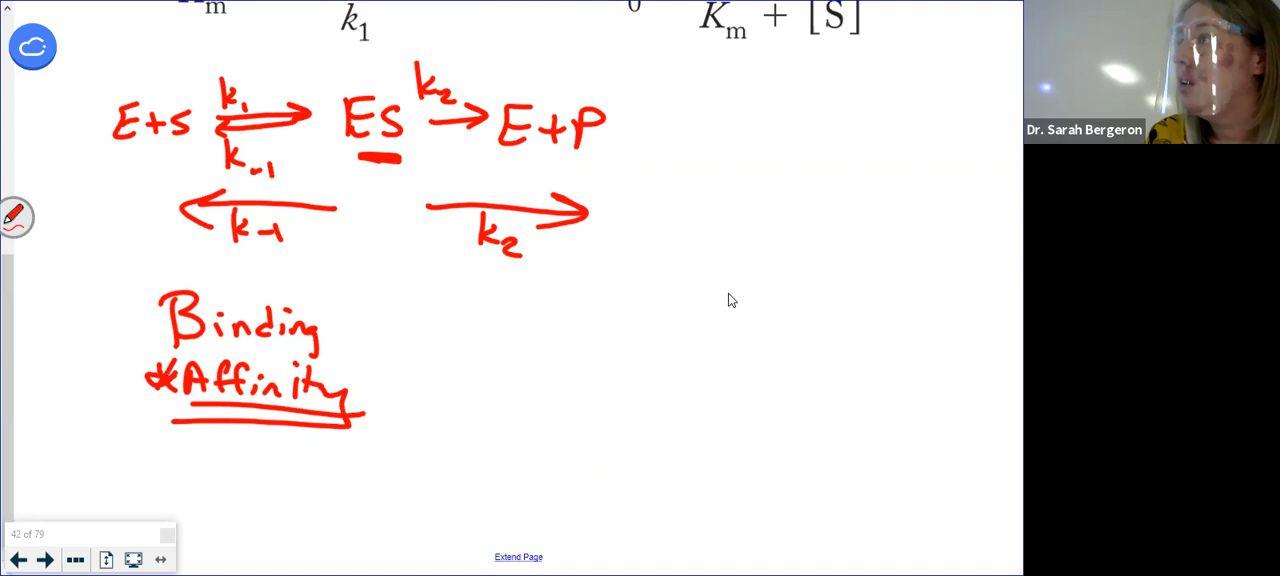 m
k1
0
Km + [S]
E+S k1 k-1 ES k2 E+P
k-1
k2
Binding
*Affinity
Dr. Sarah Bergeron
42 of 79
Extend Page